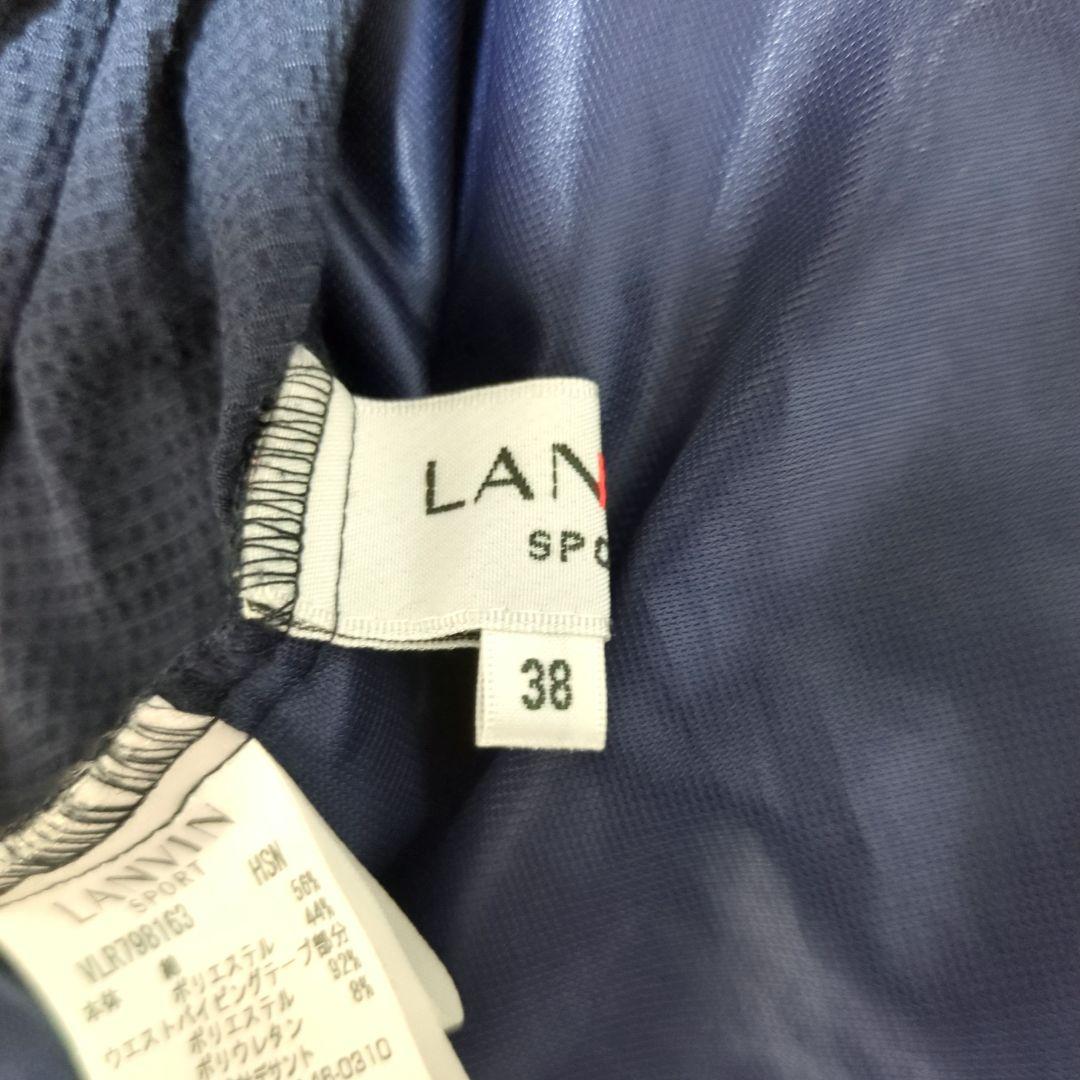 LANV
SPO
38
LANVIN
SPORT
VLR798163 HSN
本体 綿 56%
ポリエステル 44%
ウエストパイピングテープ部分
ポリエステル 92%
ポリウレタン 8%
デサント
-0310